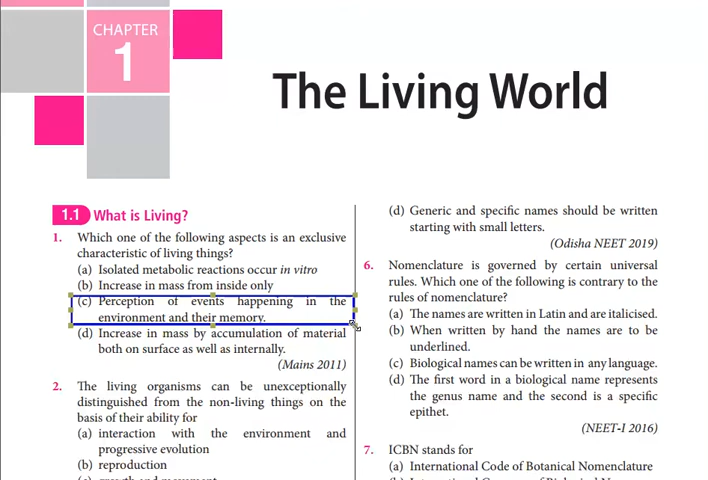 CHAPTER
1
The Living World
1.1 What is Living?
1. Which one of the following aspects is an exclusive
characteristic of living things?
(a) Isolated metabolic reactions occur in vitro
(b) Increase in mass from inside only
(c) Perception of events happening in the
environment and their memory.
(d) Increase in mass by accumulation of material
both on surface as well as internally.
(Mains 2011)
2. The living organisms can be unexceptionally
distinguished from the non-living things on the
basis of their ability for
(a) interaction with the environment and
progressive evolution
(b) reproduction
(d) Generic and specific names should be written
starting with small letters.
(Odisha NEET 2019)
6. Nomenclature is governed by certain universal
rules. Which one of the following is contrary to the
rules of nomenclature?
(a) The names are written in Latin and are italicised.
(b) When written by hand the names are to be
underlined.
(c) Biological names can be written in any language.
(d) The first word in a biological name represents
the genus name and the second is a specific
epithet.
(NEET-I 2016)
7. ICBN stands for
(a) International Code of Botanical Nomenclature